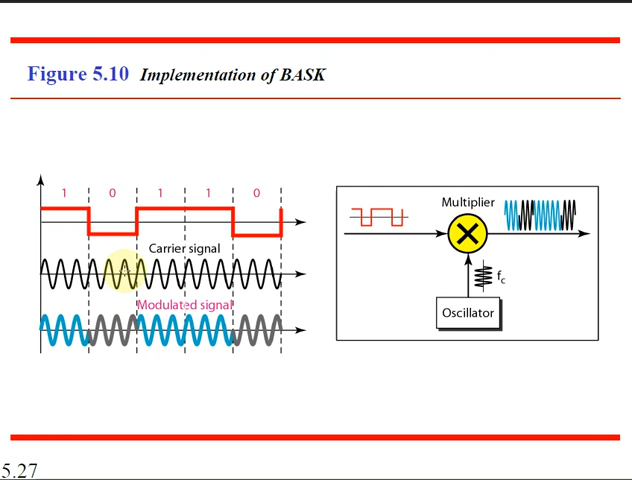 Figure 5.10 Implementation of BASK
1 0 1 1 0
Carrier signal
Modulated signal
Multiplier
fc
Oscillator
5.27